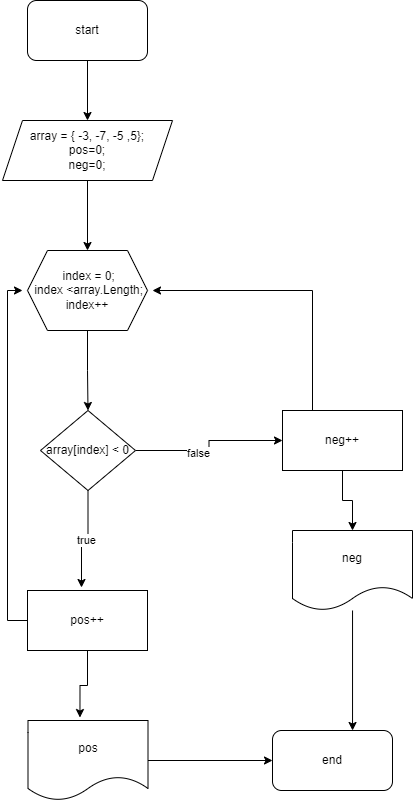 start
array = { -3, -7, -5 ,5};
pos=0;
neg=0;
index = 0;
index <array.Length;
index++
array[index] < 0
false
neg++
true
neg
pos++
pos
end